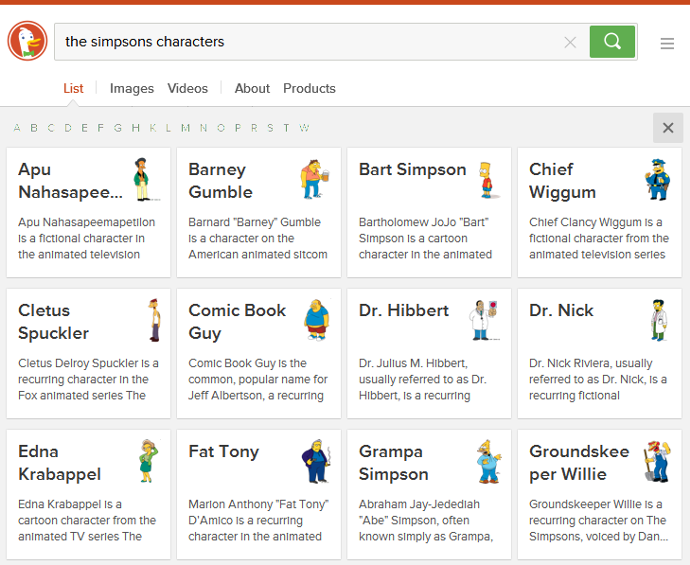 the simpsons characters
List Images Videos About Products
A B C D E F G H K L M N O P R S T W
Apu
Nahasapee...
Apu Nahasapeemapetilon
is a fictional character in
the animated television
Barney
Gumble
Barnard "Barney" Gumble
is a character on the
American animated sitcom
Bart Simpson
Bartholomew JoJo "Bart"
Simpson is a cartoon
character in the animated
Chief
Wiggum
Chief Clancy Wiggum is a
fictional character from the
animated television series
Cletus
Spuckler
Cletus Delroy Spuckler is a
recurring character in the
Fox animated series The
Comic Book
Guy
Comic Book Guy is the
common, popular name for
Jeff Albertson, a recurring
Dr. Hibbert
Dr. Julius M. Hibbert,
usually referred to as Dr.
Hibbert, is a recurring
Dr. Nick
Dr. Nick Riviera, usually
referred to as Dr. Nick, is a
recurring fictional
Edna
Krabappel
Edna Krabappel is a
cartoon character from the
animated TV series The
Fat Tony
Marion Anthony "Fat Tony"
D'Amico is a recurring
character in the animated
Grampa
Simpson
Abraham Jay-Jedediah
"Abe" Simpson, often
known simply as Grampa,
Groundskee
per Willie
Groundskeeper Willie is a
recurring character on The
Simpsons, voiced by Dan...